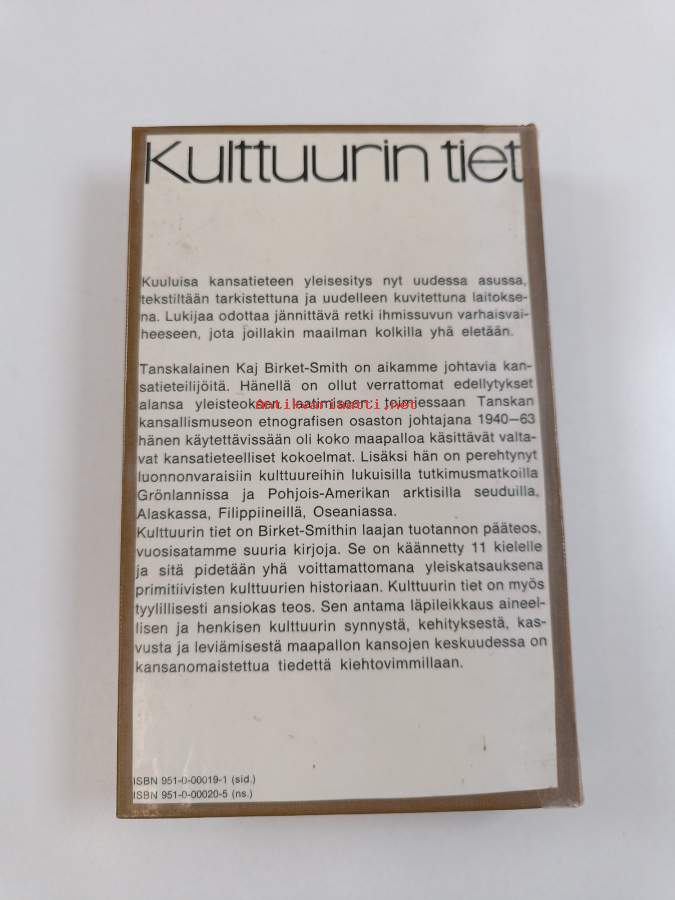 Kulttuurin tiet
Kuuluisa kansatieteen yleisesitys nyt uudessa asussa,
tekstiltään tarkistettuna ja uudelleen kuvitettuna laitokse-
na. Lukijaa odottaa jännittävä retki ihmissuvun varhaisvai-
heeseen, jota joillakin maailman kolkilla yhä eletään.
Tanskalainen Kaj Birket-Smith on aikamme johtavia kan-
satieteilijöitä. Hänellä on ollut verrattomat edellytykset
alansa yleisteoksen laatimiseen: toimiessaan Tanskan
Antikvariaatti.net
kansallismuseon etnografisen osaston johtajana 1940—63
hänen käytettävissään oli koko maapalloa käsittävät valta-
vat kansatieteelliset kokoelmat. Lisäksi hän on perehtynyt
luonnonvaraisiin kulttuureihin lukuisilla tutkimusmatkoilla
Grönlannissa ja Pohjois-Amerikan arktisilla seuduilla,
Alaskassa, Filippiineillä, Oseaniassa.
Kulttuurin tiet on Birket-Smithin laajan tuotannon pääteos,
vuosisatamme suuria kirjoja. Se on käännetty 11 kielelle
ja sitä pidetään yhä voittamattomana yleiskatsauksena
primitiivisten kulttuurien historiaan. Kulttuurin tiet on myös
tyylillisesti ansiokas teos. Sen antama läpileikkaus aineel-
lisen ja henkisen kulttuurin synnystä, kehityksestä, kas-
vusta ja leviämisestä maapallon kansojen keskuudessa on
kansanomaistettua tiedettä kiehtovimmillaan.
ISBN 951-0-00019-1 (sid.)
ISBN 951-0-00020-5 (ns.)